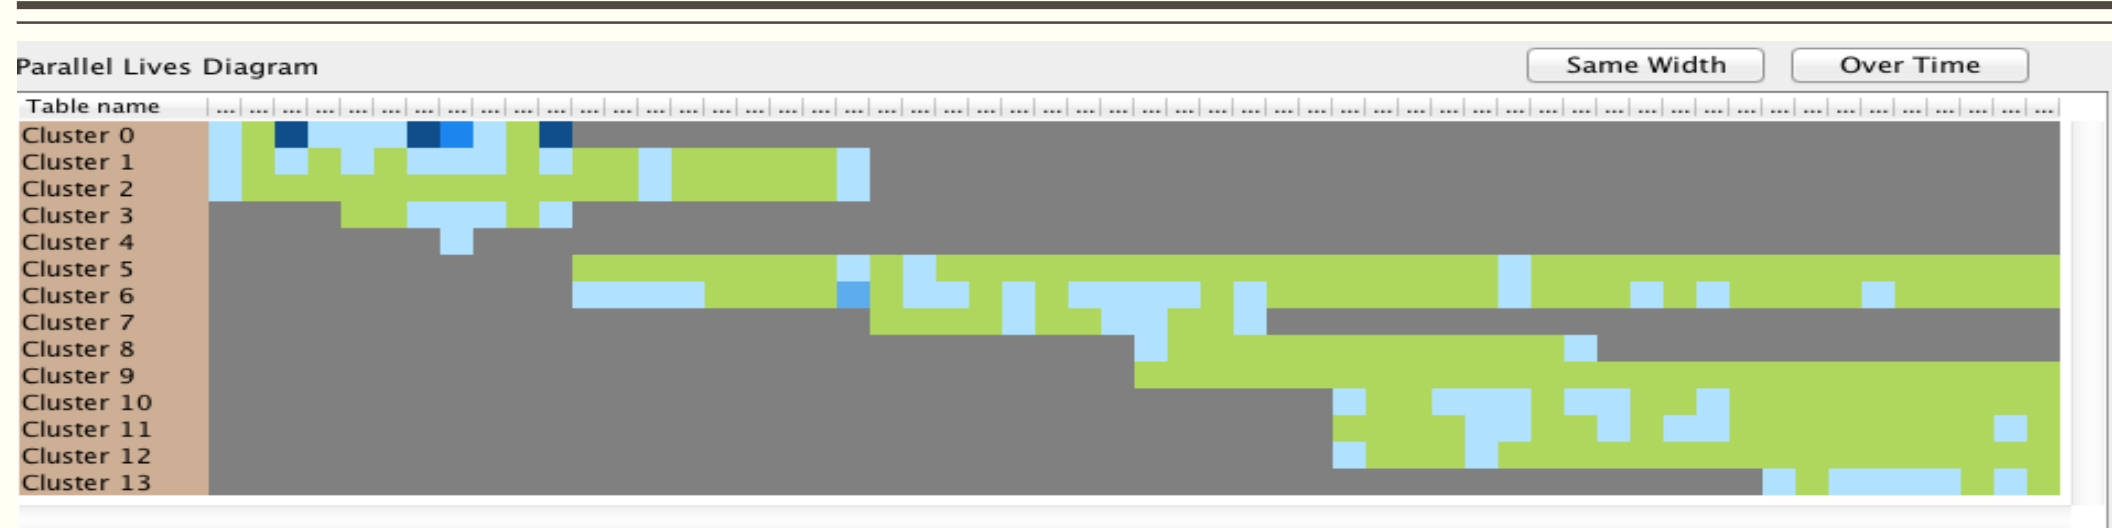 Parallel Lives Diagram
Same Width
Over Time
Table name ... ... ... ... ... ... ... ... ... ... ... ... ... ... ... ... ... ... ... ... ... ... ... ... ... ... ... ... ... ... ... ... ... ... ... ... ... ... ... ... ... ... ... ... ... ... ... ... ... ... ... ... ... ... ... ...
Cluster 0
Cluster 1
Cluster 2
Cluster 3
Cluster 4
Cluster 5
Cluster 6
Cluster 7
Cluster 8
Cluster 9
Cluster 10
Cluster 11
Cluster 12
Cluster 13